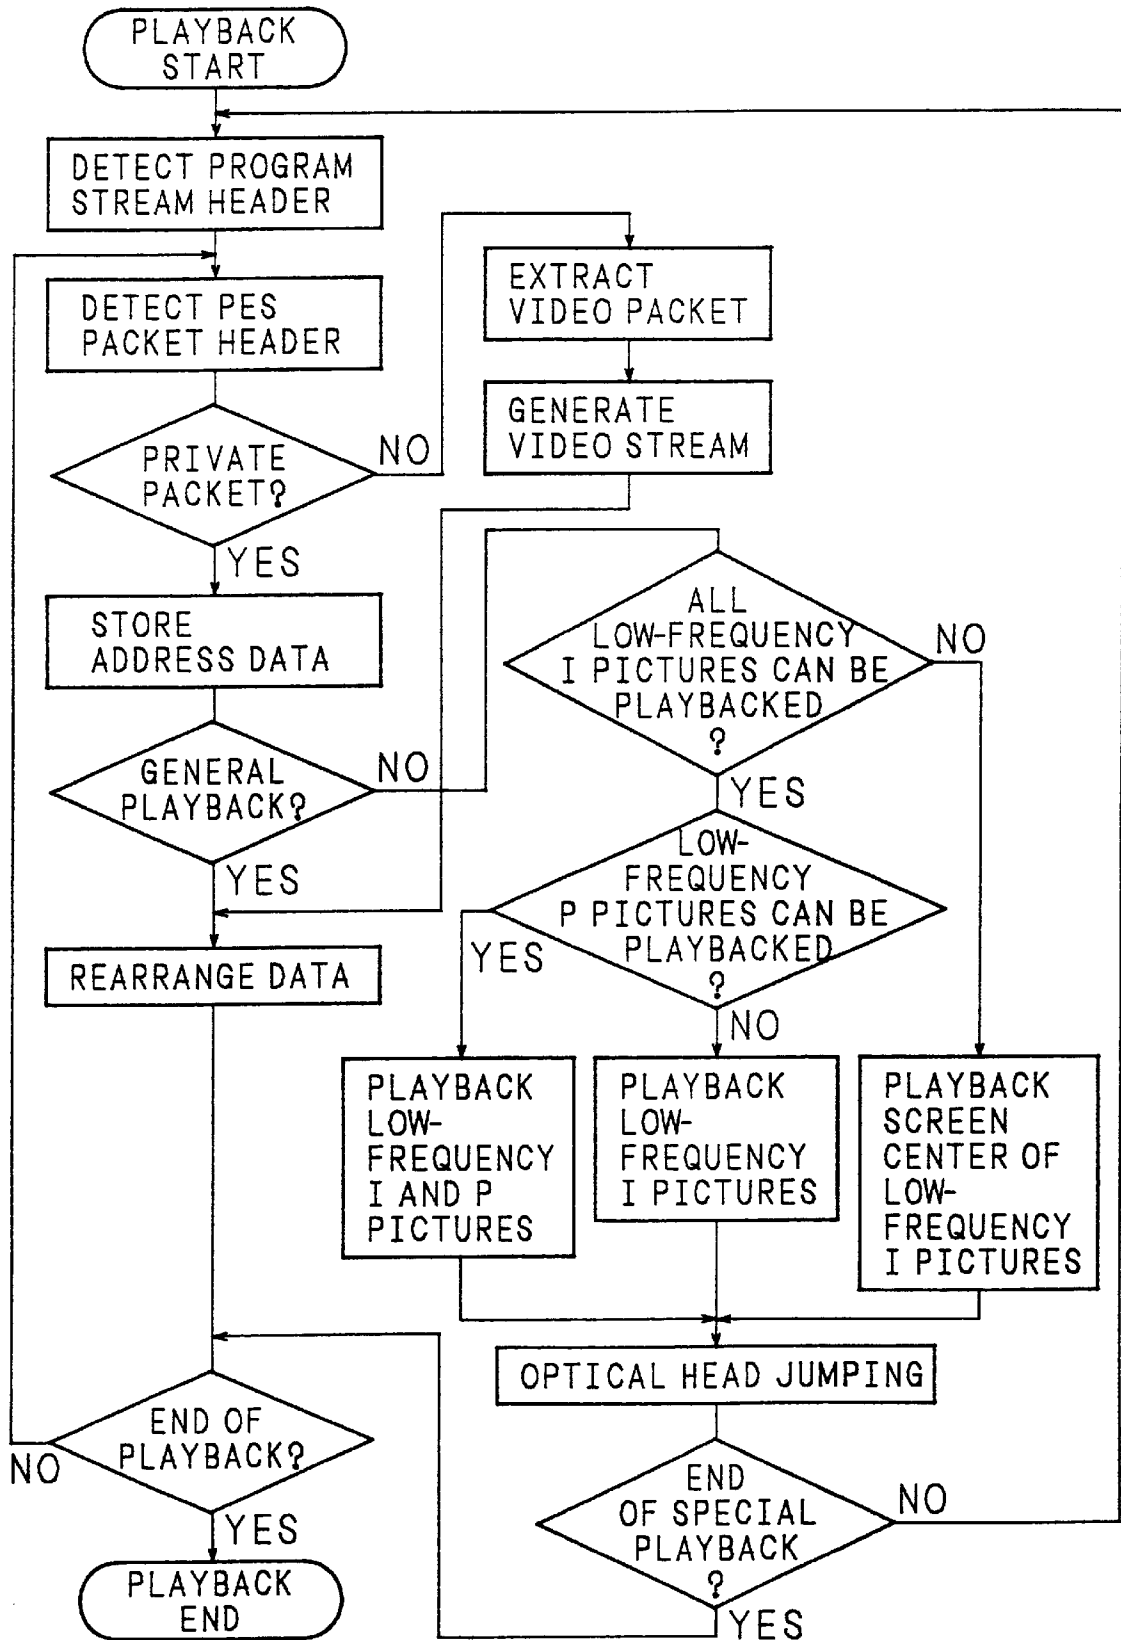 PLAYBACK
START
DETECT PROGRAM
STREAM HEADER
DETECT PES
PACKET HEADER
PRIVATE
PACKET?
NO
YES
EXTRACT
VIDEO PACKET
GENERATE
VIDEO STREAM
STORE
ADDRESS DATA
GENERAL
PLAYBACK?
NO
YES
REARRANGE DATA
ALL
LOW-FREQUENCY
I PICTURES CAN BE
PLAYBACKED
?
NO
YES
LOW-
FREQUENCY
P PICTURES CAN BE
PLAYBACKED
?
YES
NO
PLAYBACK
LOW-
FREQUENCY
I AND P
PICTURES
PLAYBACK
LOW-
FREQUENCY
I PICTURES
PLAYBACK
SCREEN
CENTER OF
LOW-
FREQUENCY
I PICTURES
OPTICAL HEAD JUMPING
END OF
PLAYBACK?
NO
YES
END
OF SPECIAL
PLAYBACK
?
NO
YES
PLAYBACK
END